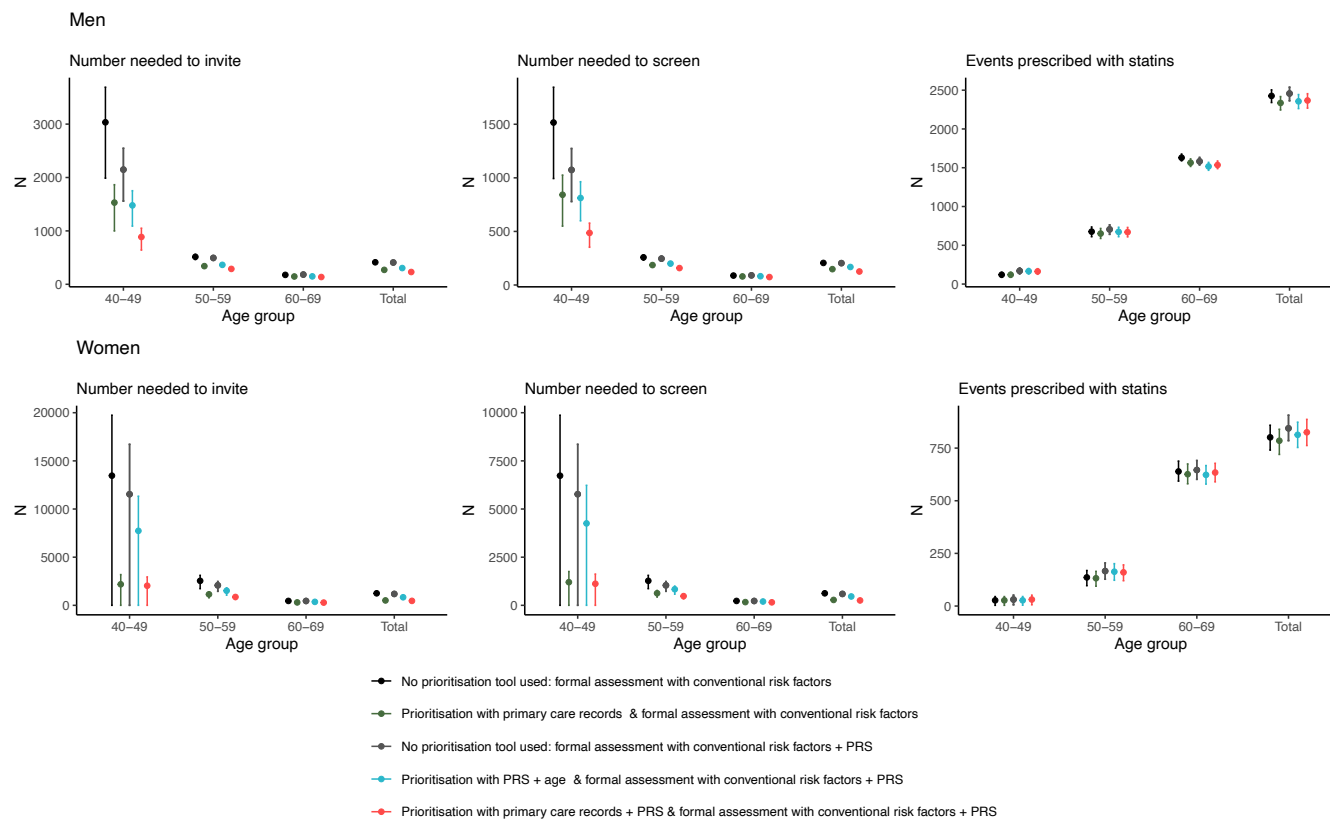 Men
Number needed to invite
Number needed to screen
Events prescribed with statins
3000
2000
1000
0
N
40–49
50–59
60–69
Total
Age group
1500
1000
500
0
N
40–49
50–59
60–69
Total
Age group
2500
2000
1500
1000
500
0
N
40–49
50–59
60–69
Total
Age group
Women
Number needed to invite
Number needed to screen
Events prescribed with statins
20000
15000
10000
5000
0
N
40–49
50–59
60–69
Total
Age group
10000
7500
5000
2500
0
N
40–49
50–59
60–69
Total
Age group
750
500
250
0
N
40–49
50–59
60–69
Total
Age group
No prioritisation tool used: formal assessment with conventional risk factors
Prioritisation with primary care records & formal assessment with conventional risk factors
No prioritisation tool used: formal assessment with conventional risk factors + PRS
Prioritisation with PRS + age & formal assessment with conventional risk factors + PRS
Prioritisation with primary care records + PRS & formal assessment with conventional risk factors + PRS